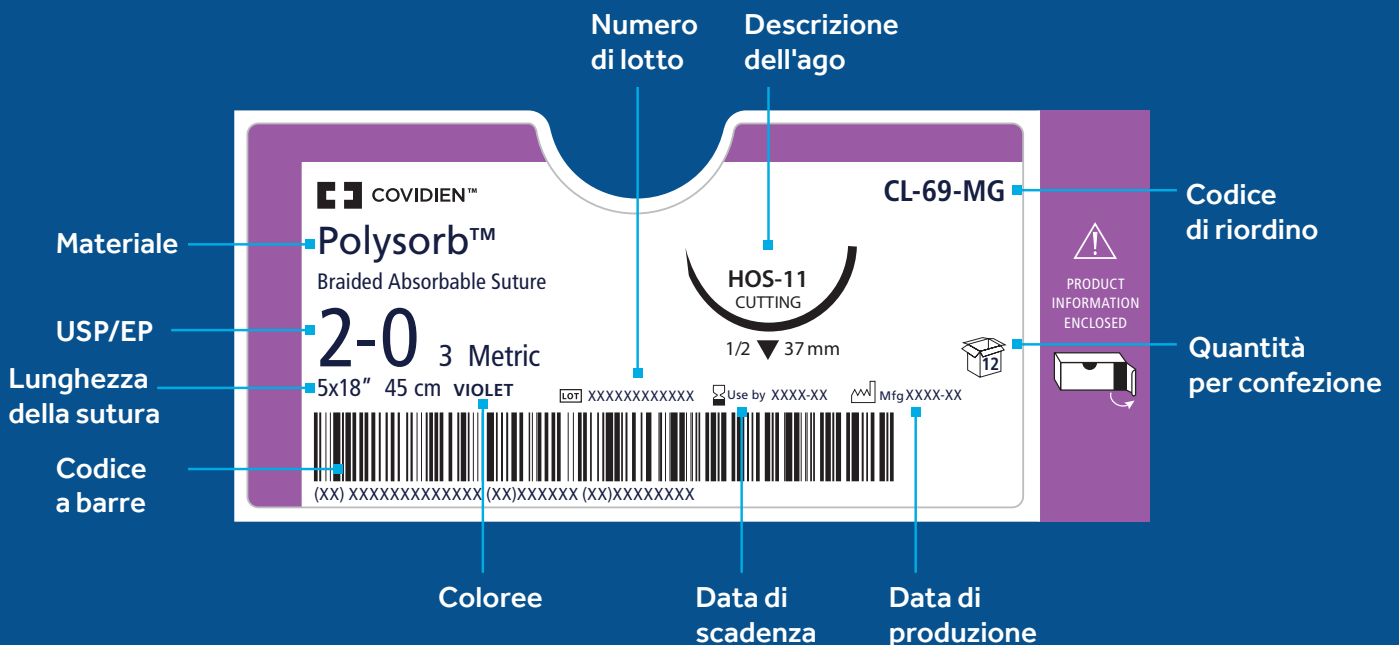 Numero
di lotto
Descrizione
dell'ago
COVIDIEN™
CL-69-MG
Codice
di riordino
Materiale
Polysorb™
Braided Absorbable Suture
HOS-11
CUTTING
PRODUCT
INFORMATION
ENCLOSED
USP/EP
2-0 3 Metric
1/2 37 mm
12
Quantità
per confezione
Lunghezza
della sutura
5x18" 45 cm VIOLET
LOT XXXXXXXXXXXX
Use by XXXX-XX
Mfg XXXX-XX
Codice
a barre
(XX) XXXXXXXXXXXXX (XX)XXXXXX (XX)XXXXXXXX
Coloree
Data di
scadenza
Data di
produzione